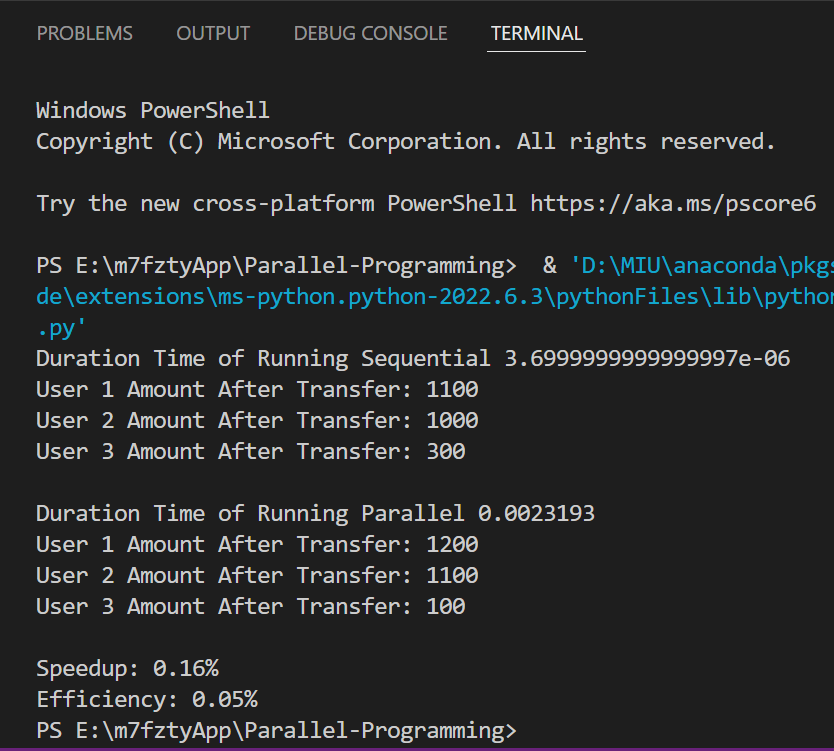 PROBLEMS OUTPUT DEBUG CONSOLE TERMINAL
Windows PowerShell
Copyright (C) Microsoft Corporation. All rights reserved.
Try the new cross-platform PowerShell https://aka.ms/pscore6
PS E:\m7fztyApp\Parallel-Programming>  & 'D:\MIU\anaconda\pkgs
de\extensions\ms-python.python-2022.6.3\pythonFiles\lib\python
.py'
Duration Time of Running Sequential 3.6999999999999997e-06
User 1 Amount After Transfer: 1100
User 2 Amount After Transfer: 1000
User 3 Amount After Transfer: 300
Duration Time of Running Parallel 0.0023193
User 1 Amount After Transfer: 1200
User 2 Amount After Transfer: 1100
User 3 Amount After Transfer: 100
Speedup: 0.16%
Efficiency: 0.05%
PS E:\m7fztyApp\Parallel-Programming>